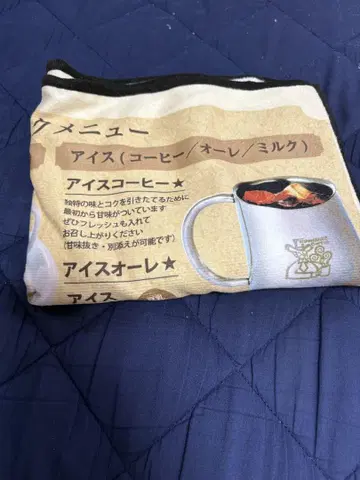 クメニュー
アイス(コーヒー/オーレ/ミルク)
アイスコーヒー★
独特の味とコクを引きたてるために
最初から甘味がついています
ぜひフレッシュも入れて
お召し上がりください
(甘味抜き・別添えが可能です)
アイスオーレ★
アイス